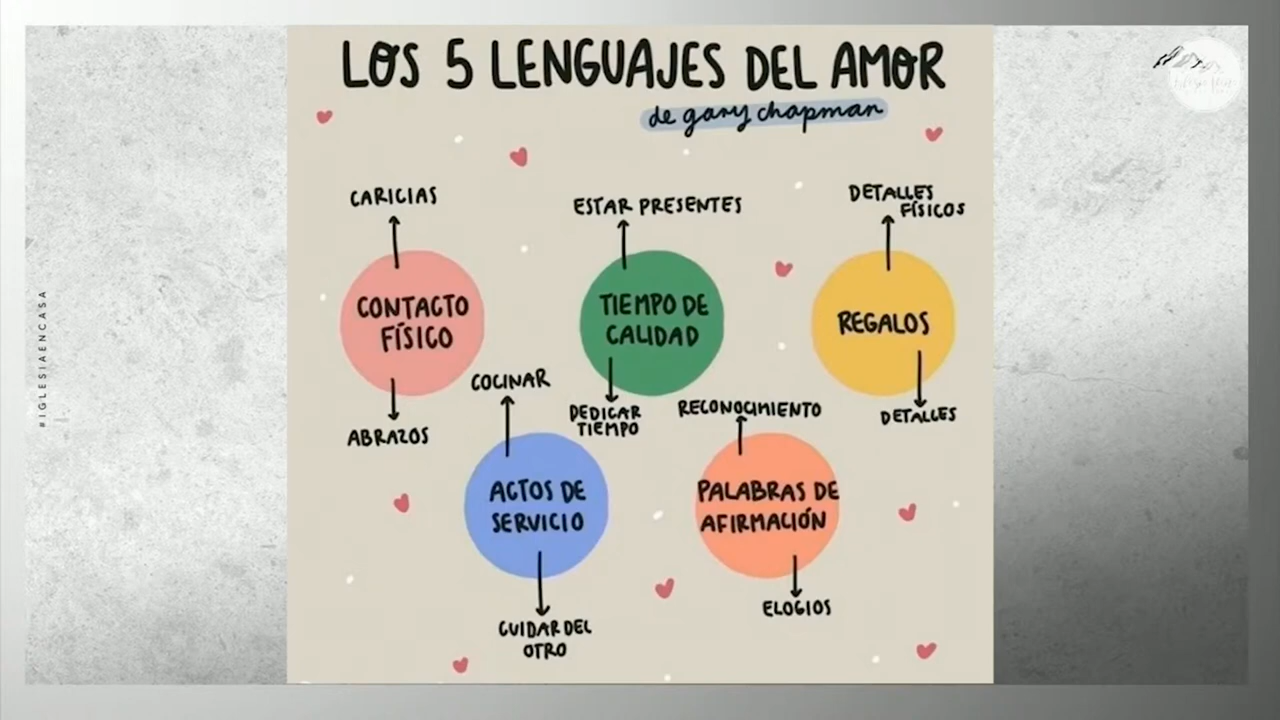 LOS 5 LENGUAJES DEL AMOR
de gary chapman
CARICIAS
CONTACTO
FÍSICO
ABRAZOS
ESTAR PRESENTES
TIEMPO DE
CALIDAD
DEDICAR
TIEMPO
DETALLES
FÍSICOS
REGALOS
DETALLES
COCINAR
ACTOS DE
SERVICIO
CUIDAR DEL
OTRO
RECONOCIMIENTO
PALABRAS DE
AFIRMACIÓN
ELOGIOS
#IGLESIAENCASA